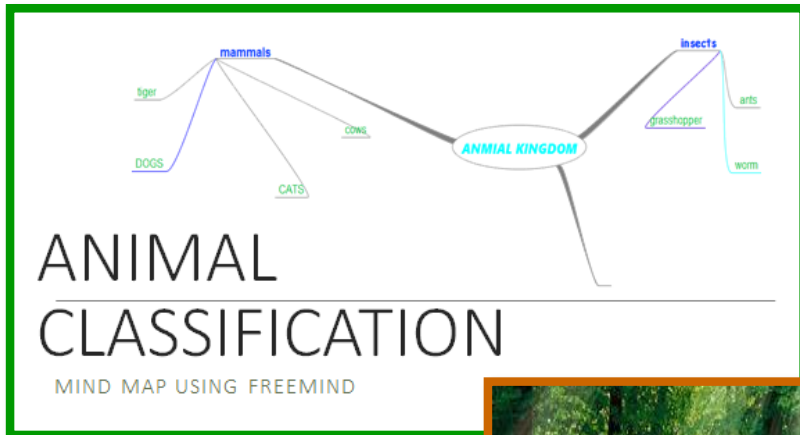 mammals
insects
tiger
ants
cows
grasshopper
ANMIAL KINGDOM
DOGS
worm
CATS
ANIMAL
CLASSIFICATION
MIND MAP USING FREEMIND